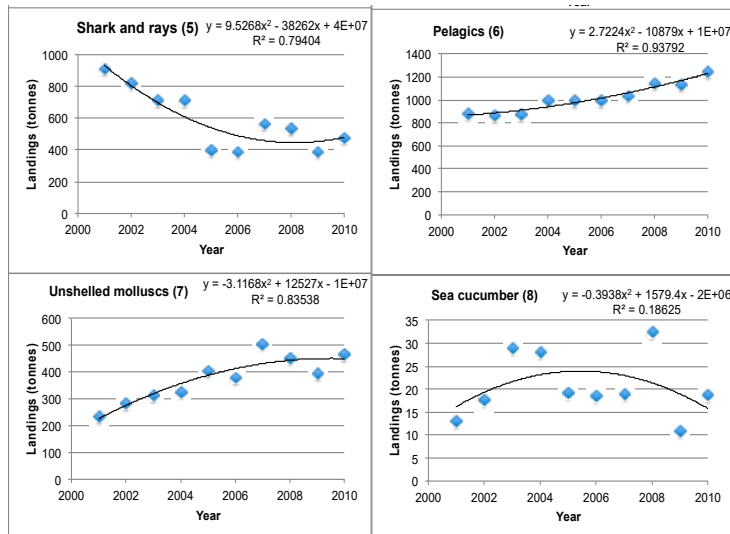 Shark and rays (5) y = 9.5268x² - 38262x + 4E+07
R² = 0.79404
Landings (tonnes)
1000
800
600
400
200
0
2000 2002 2004 2006 2008 2010
Year
Pelagics (6) y = 2.7224x² - 10879x + 1E+07
R² = 0.93792
Landings (tonnes)
1400
1200
1000
800
600
400
200
0
2000 2002 2004 2006 2008 2010
Year
Unshelled molluscs (7) y = -3.1168x² + 12527x - 1E+07
R² = 0.83538
Landings (tonnes)
600
500
400
300
200
100
0
2000 2002 2004 2006 2008 2010
Year
Sea cucumber (8) y = -0.3938x² + 1579.4x - 2E+06
R² = 0.18625
Landings (tonnes)
35
30
25
20
15
10
5
0
2000 2002 2004 2006 2008 2010
Year